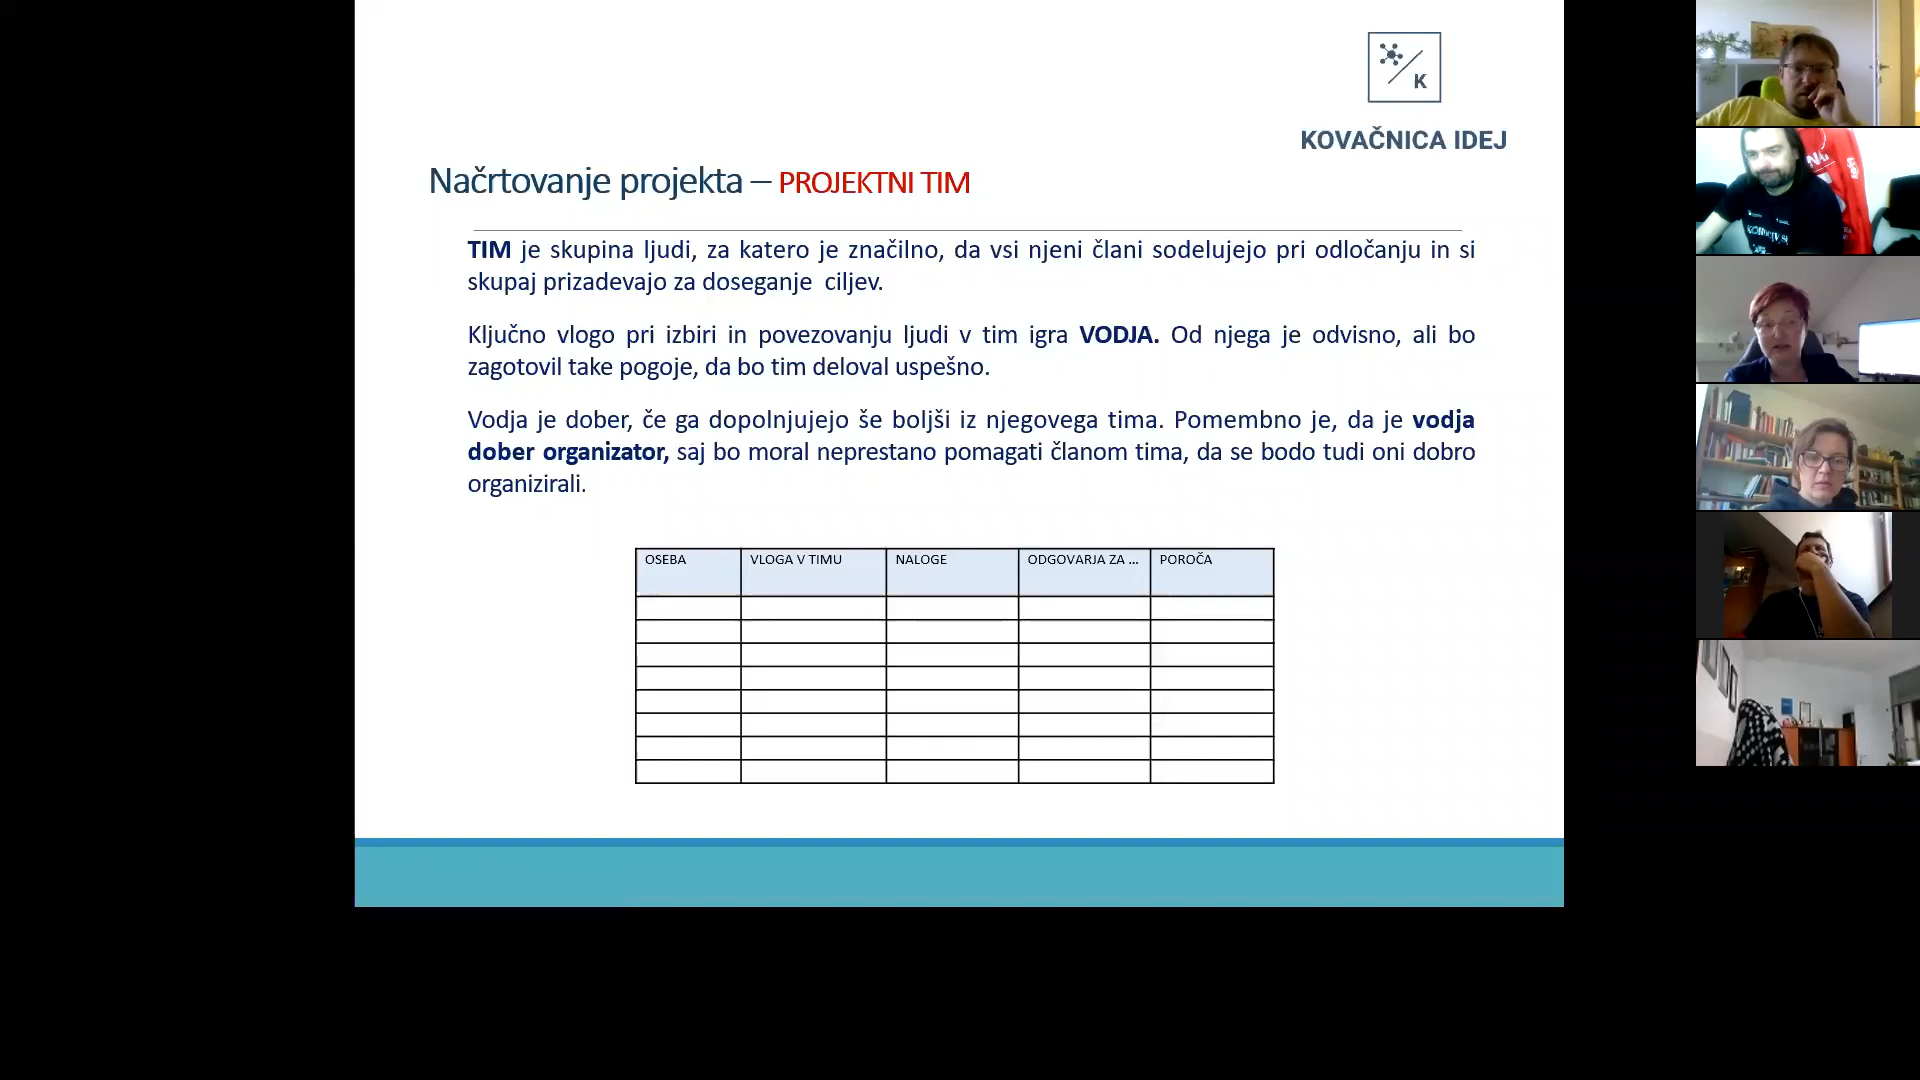 K
KOVAČNICA IDEJ
Načrtovanje projekta – PROJEKTNI TIM
TIM je skupina ljudi, za katero je značilno, da vsi njeni člani sodelujejo pri odločanju in si
skupaj prizadevajo za doseganje ciljev.
Ključno vlogo pri izbiri in povezovanju ljudi v tim igra VODJA. Od njega je odvisno, ali bo
zagotovil take pogoje, da bo tim deloval uspešno.
Vodja je dober, če ga dopolnjujejo še boljši iz njegovega tima. Pomembno je, da je vodja
dober organizator, saj bo moral neprestano pomagati članom tima, da se bodo tudi oni dobro
organizirali.
OSEBA VLOGA V TIMU NALOGE ODGOVARJA ZA ... POROČA